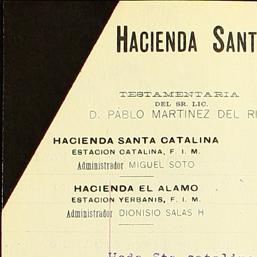 HACIENDA SANT
TESTAMENTARIA
DEL SR. LIC.
D. PABLO MARTINEZ DEL RI
HACIENDA SANTA CATALINA
ESTACION CATALINA, F. I. M.
Administrador MIGUEL SOTO
HACIENDA EL ALAMO
ESTACION YERBANIS, F. I. M.
Administrador DIONISIO SALAS H